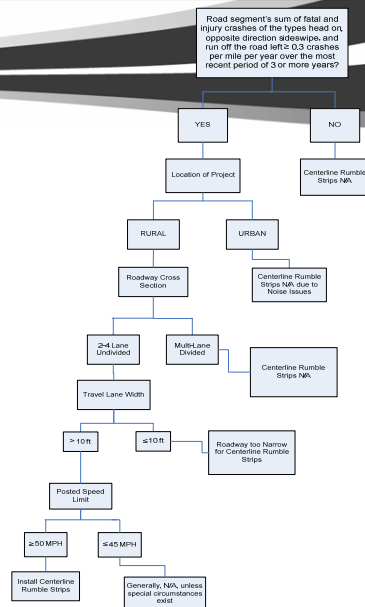 Road segment's sum of fatal and
injury crashes of the types head on,
opposite direction sideswipe, and
run off the road left ≥ 0.3 crashes
per mile per year over the most
recent period of 3 or more years?
YES
NO
Location of Project
Centerline Rumble
Strips N/A
RURAL
URBAN
Roadway Cross
Section
Centerline Rumble
Strips N/A due to
Noise Issues
2-4 Lane
Undivided
Multi-Lane
Divided
Centerline Rumble
Strips N/A
Travel Lane Width
> 10 ft
≤10 ft
Roadway too Narrow
for Centerline Rumble
Strips
Posted Speed
Limit
≥50 MPH
≤45 MPH
Install Centerline
Rumble Strips
Generally, N/A, unless
special circumstances
exist